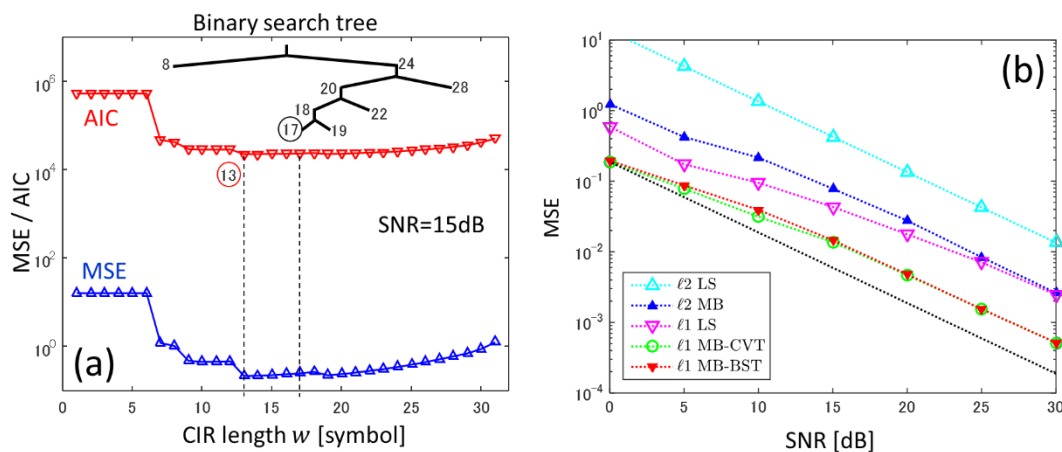 Binary search tree
8
24
20
28
18
22
17
19
AIC
13
SNR=15dB
MSE
(a)
MSE / AIC
10^6
10^4
10^2
10^0
0
5
10
15
20
25
30
CIR length w [symbol]
(b)
MSE
10^1
10^0
10^-1
10^-2
10^-3
10^-4
ℓ2 LS
ℓ2 MB
ℓ1 LS
ℓ1 MB-CVT
ℓ1 MB-BST
0
5
10
15
20
25
30
SNR [dB]